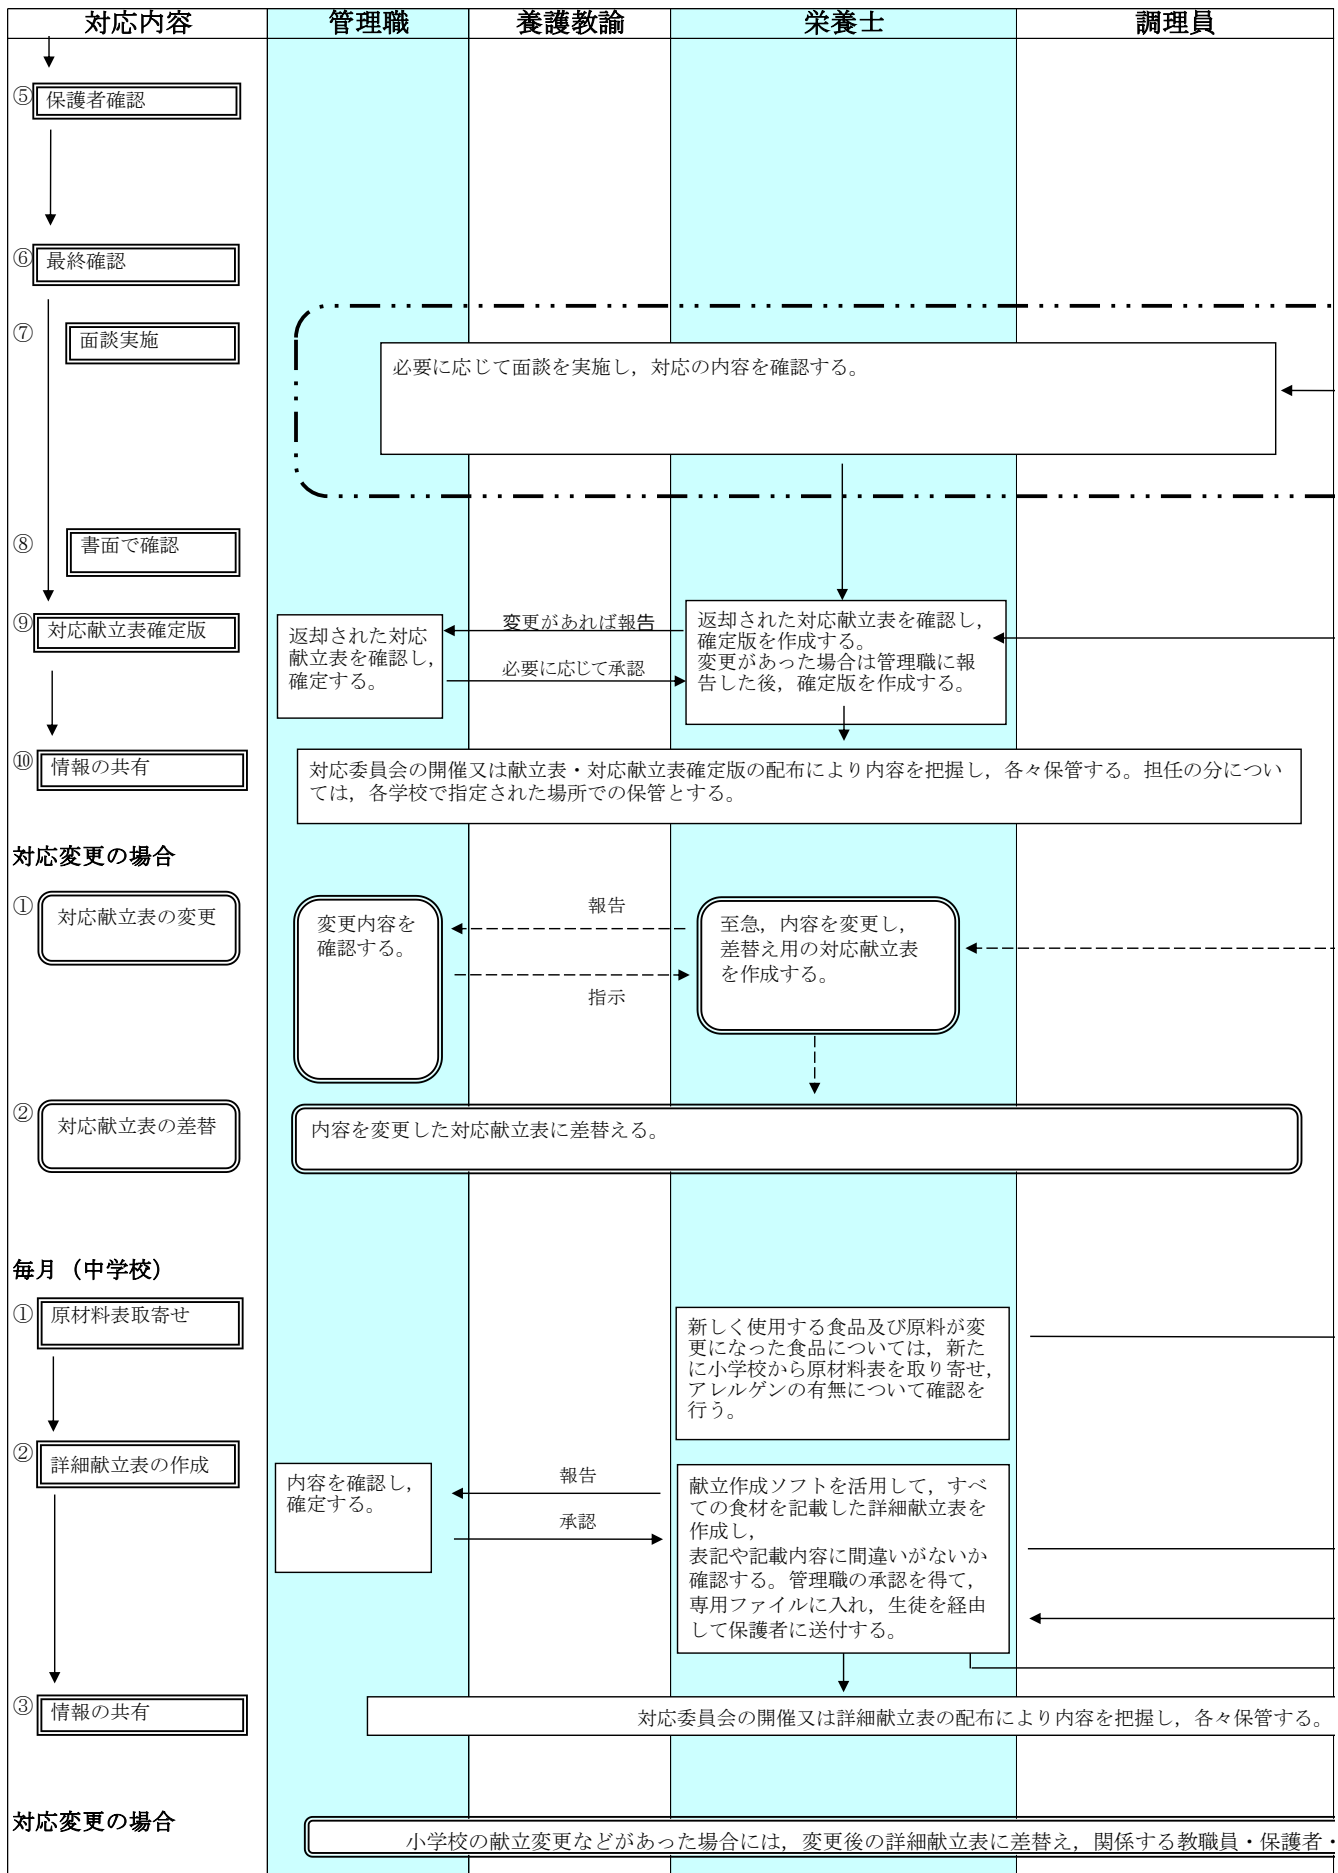 対応内容 管理職 養護教諭 栄養士 調理員
⑤ 保護者確認
⑥ 最終確認
⑦ 面談実施
必要に応じて面談を実施し，対応の内容を確認する。
⑧ 書面で確認
⑨ 対応献立表確定版
返却された対応
献立表を確認し，
確定する。
変更があれば報告
必要に応じて承認
返却された対応献立表を確認し，
確定版を作成する。
変更があった場合は管理職に報
告した後，確定版を作成する。
⑩ 情報の共有
対応委員会の開催又は献立表・対応献立表確定版の配布により内容を把握し，各々保管する。担任の分につい
ては，各学校で指定された場所での保管とする。
対応変更の場合
① 対応献立表の変更
変更内容を
確認する。
報告
指示
至急，内容を変更し，
差替え用の対応献立表
を作成する。
② 対応献立表の差替
内容を変更した対応献立表に差替える。
毎月（中学校）
① 原材料表取寄せ
新しく使用する食品及び原料が変
更になった食品については，新た
に小学校から原材料表を取り寄せ，
アレルゲンの有無について確認を
行う。
② 詳細献立表の作成
内容を確認し，
確定する。
報告
承認
献立作成ソフトを活用して，すべ
ての食材を記載した詳細献立表を
作成し，
表記や記載内容に間違いがないか
確認する。管理職の承認を得て，
専用ファイルに入れ，生徒を経由
して保護者に送付する。
③ 情報の共有
対応委員会の開催又は詳細献立表の配布により内容を把握し，各々保管する。
対応変更の場合
小学校の献立変更などがあった場合には，変更後の詳細献立表に差替え，関係する教職員・保護者・